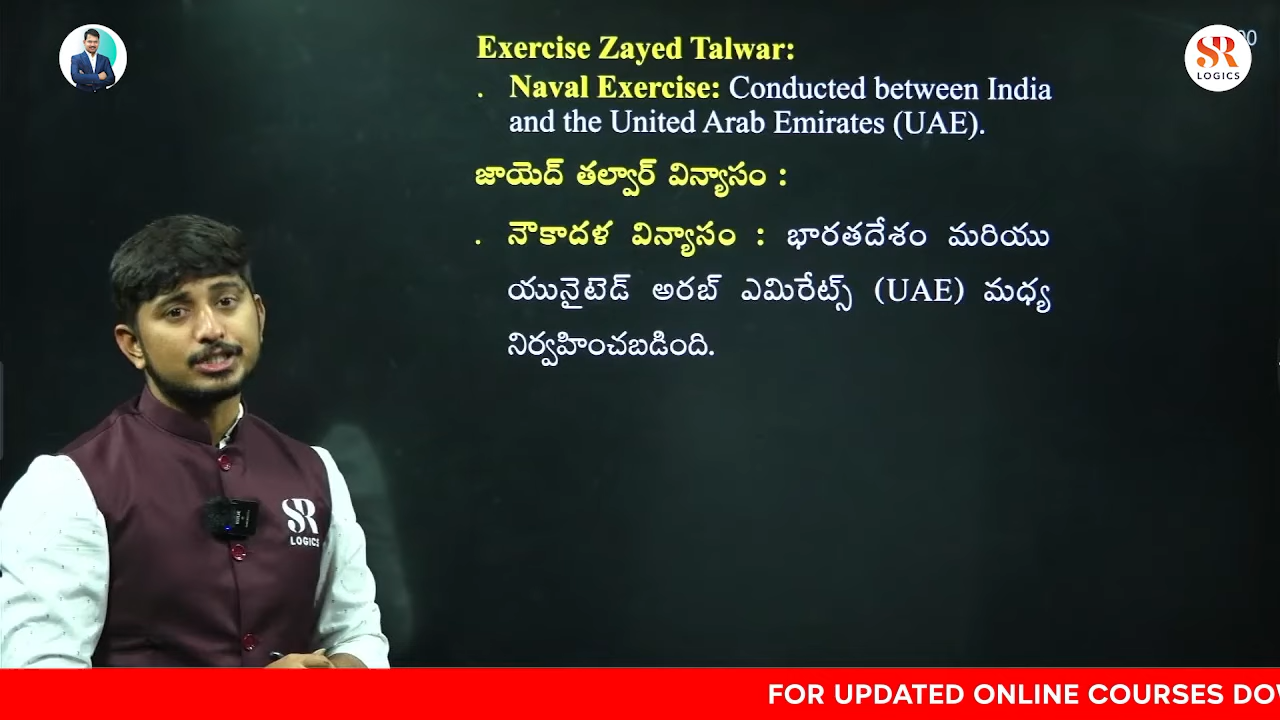 Exercise Zayed Talwar:
. Naval Exercise: Conducted between India
and the United Arab Emirates (UAE).
జాయెద్ తల్వార్ విన్యాసం :
. నౌకాదళ విన్యాసం : భారతదేశం మరియు
యునైటెడ్ అరబ్ ఎమిరేట్స్ (UAE) మధ్య
నిర్వహించబడింది.
SR
LOGICS
SR
LOGICS
FOR UPDATED ONLINE COURSES DO